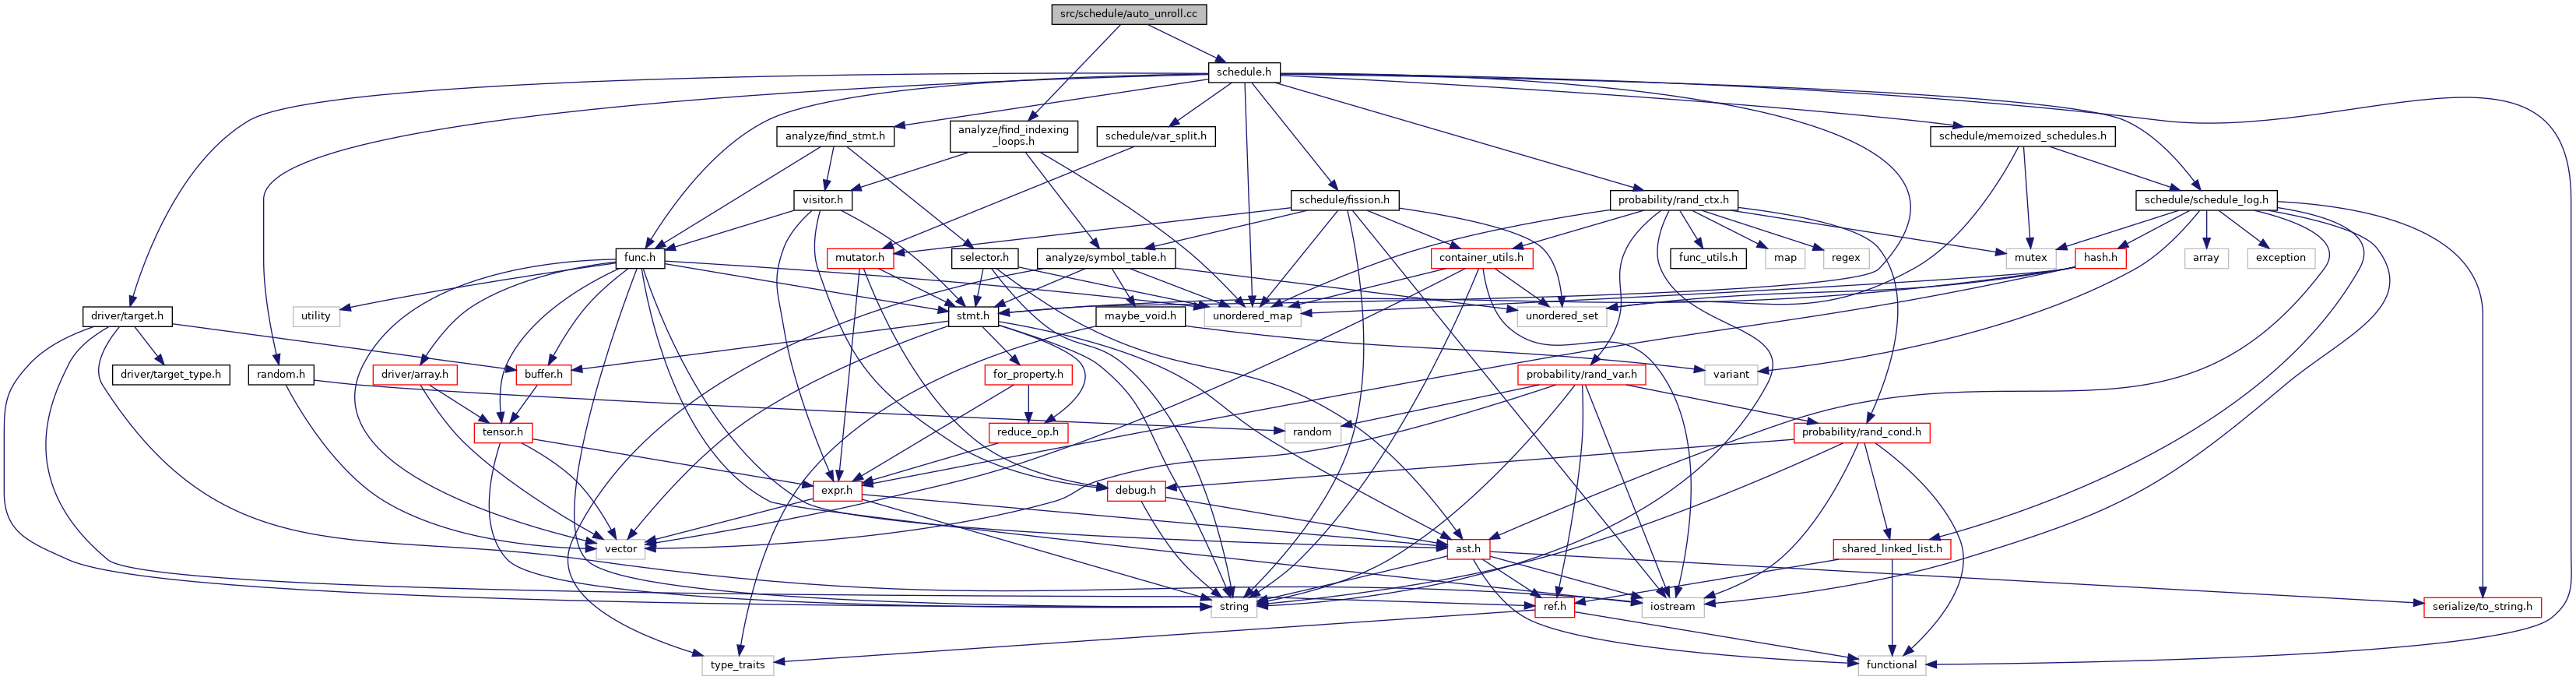 src/schedule/auto_unroll.cc
schedule.h
analyze/find_stmt.h
analyze/find_indexing
_loops.h
schedule/var_split.h
schedule/memoized_schedules.h
visitor.h
schedule/fission.h
probability/rand_ctx.h
schedule/schedule_log.h
func.h
mutator.h
selector.h
analyze/symbol_table.h
container_utils.h
func_utils.h
map
regex
mutex
hash.h
array
exception
driver/target.h
utility
stmt.h
maybe_void.h
unordered_map
unordered_set
driver/target_type.h
random.h
driver/array.h
buffer.h
for_property.h
probability/rand_var.h
variant
tensor.h
reduce_op.h
random
probability/rand_cond.h
expr.h
debug.h
vector
ast.h
shared_linked_list.h
string
ref.h
iostream
serialize/to_string.h
type_traits
functional